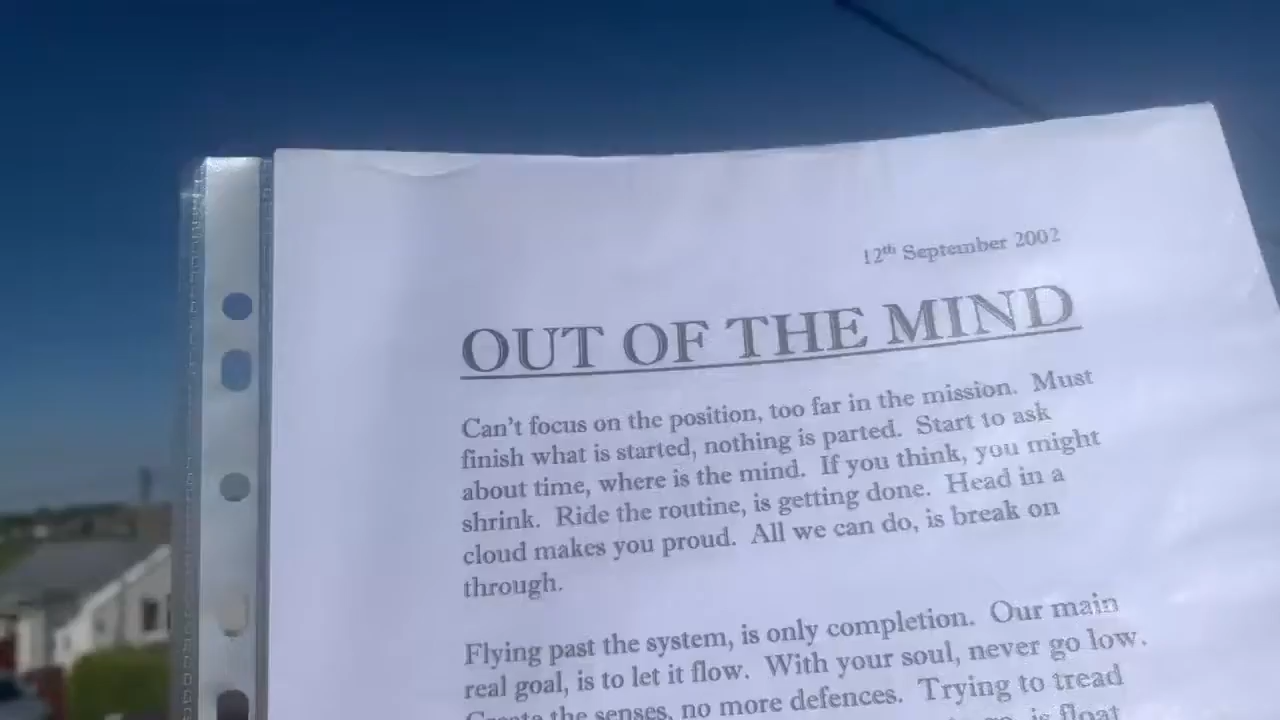 12th September 2002
OUT OF THE MIND
Can't focus on the position, too far in the mission. Must
finish what is started, nothing is parted. Start to ask
about time, where is the mind. If you think, you might
shrink. Ride the routine, is getting done. Head in a
cloud makes you proud. All we can do, is break on
through.
Flying past the system, is only completion. Our main
real goal, is to let it flow. With your soul, never go low.
Create the senses, no more defences. Trying to tread
is float